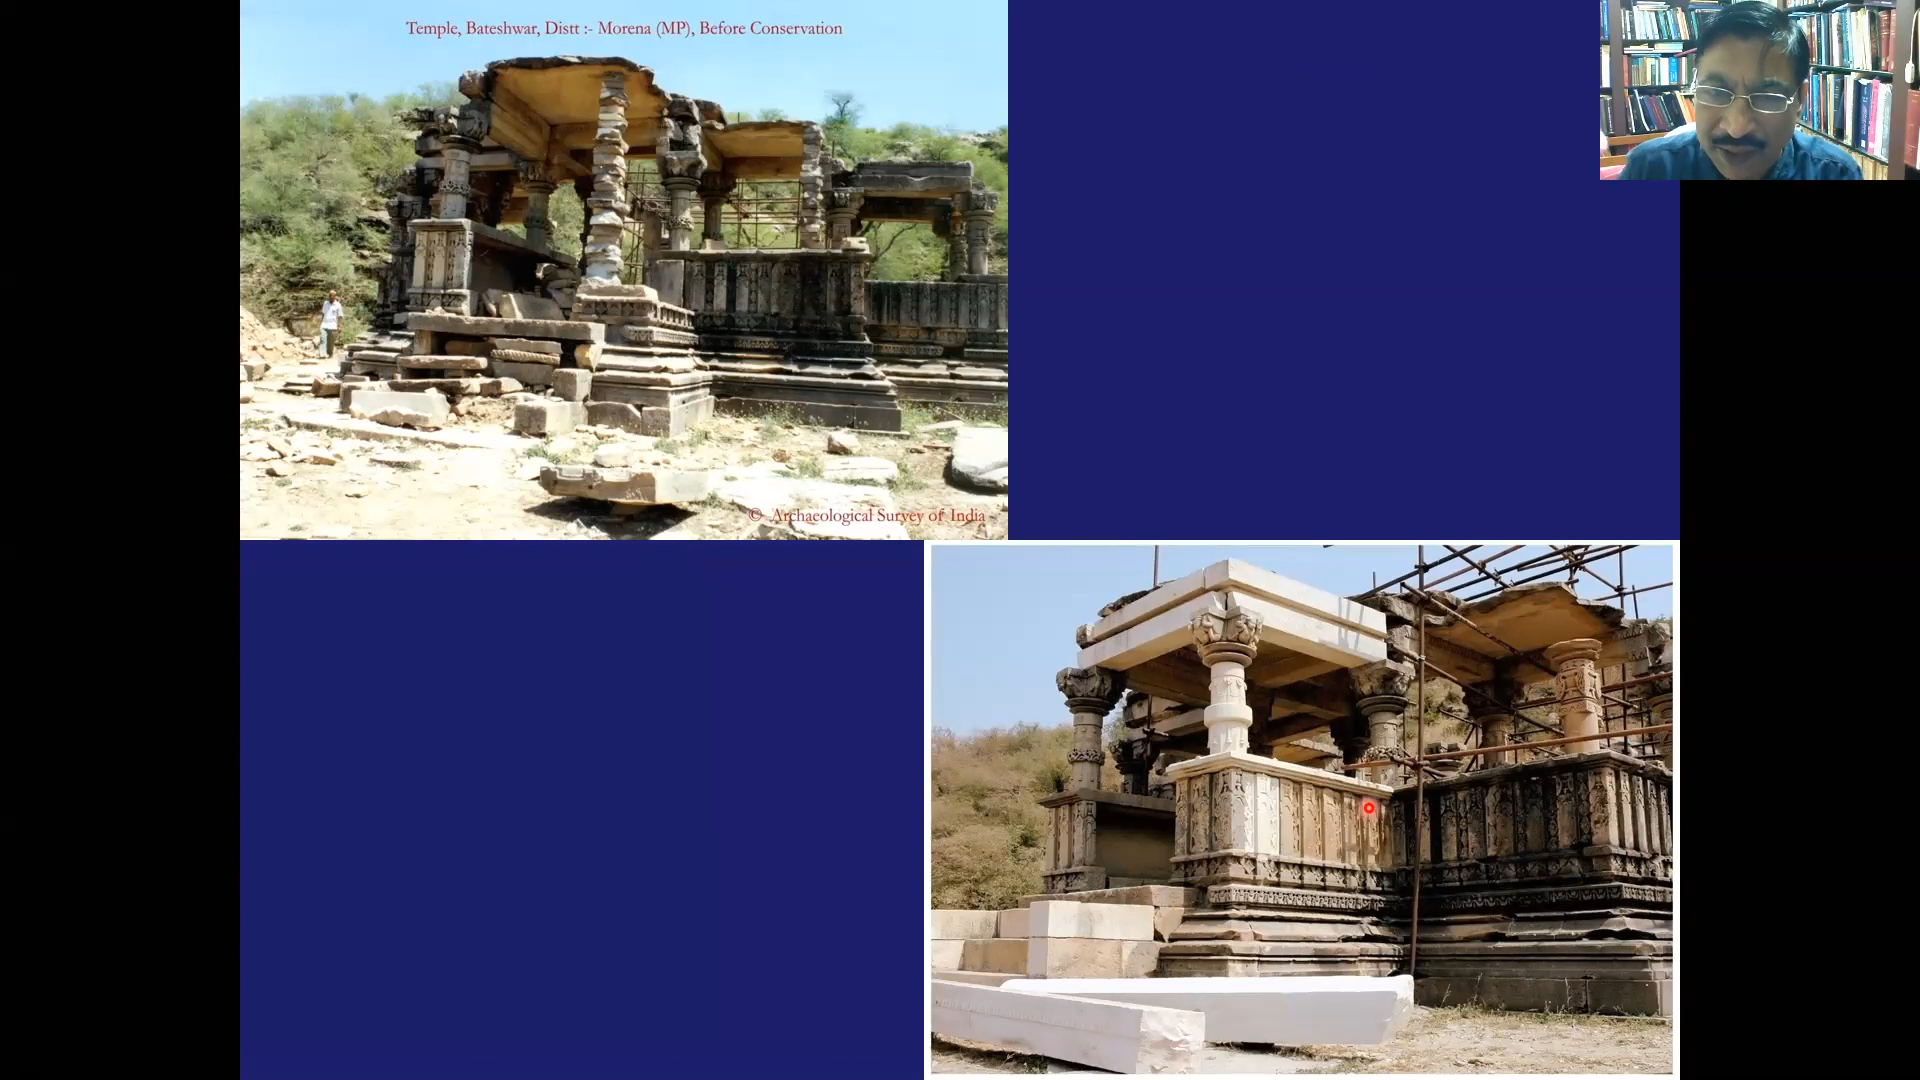 Temple, Bateshwar, Distt :- Morena (MP), Before Conservation
© Archaeological Survey of India